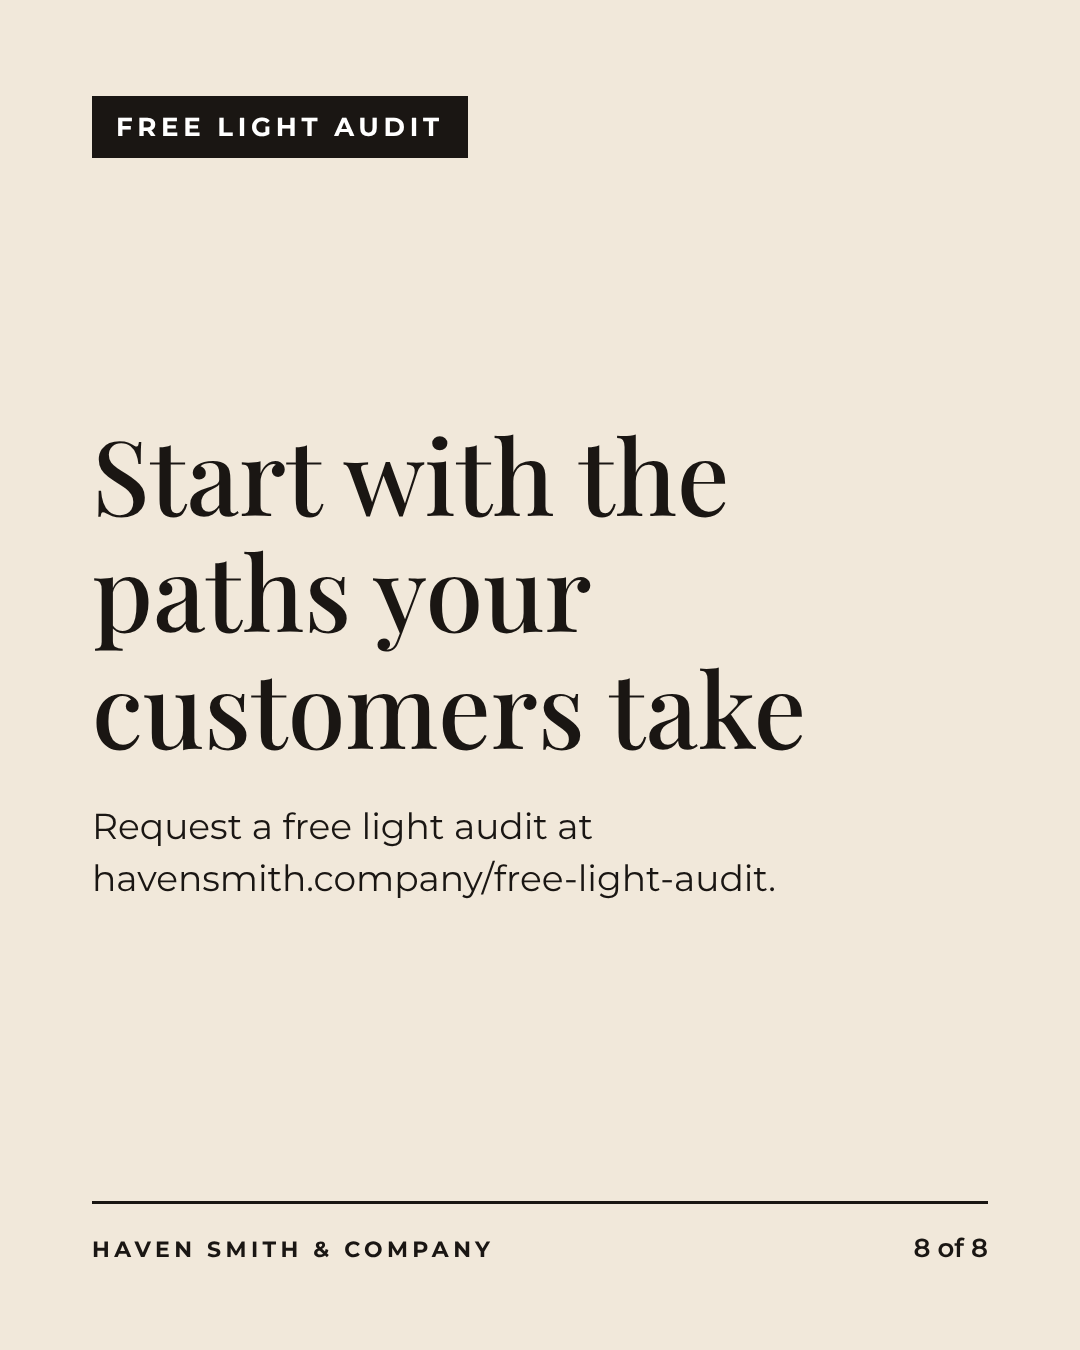 FREE LIGHT AUDIT
Start with the
paths your
customers take
Request a free light audit at
havensmith.company/free-light-audit.
HAVEN SMITH & COMPANY
8 of 8